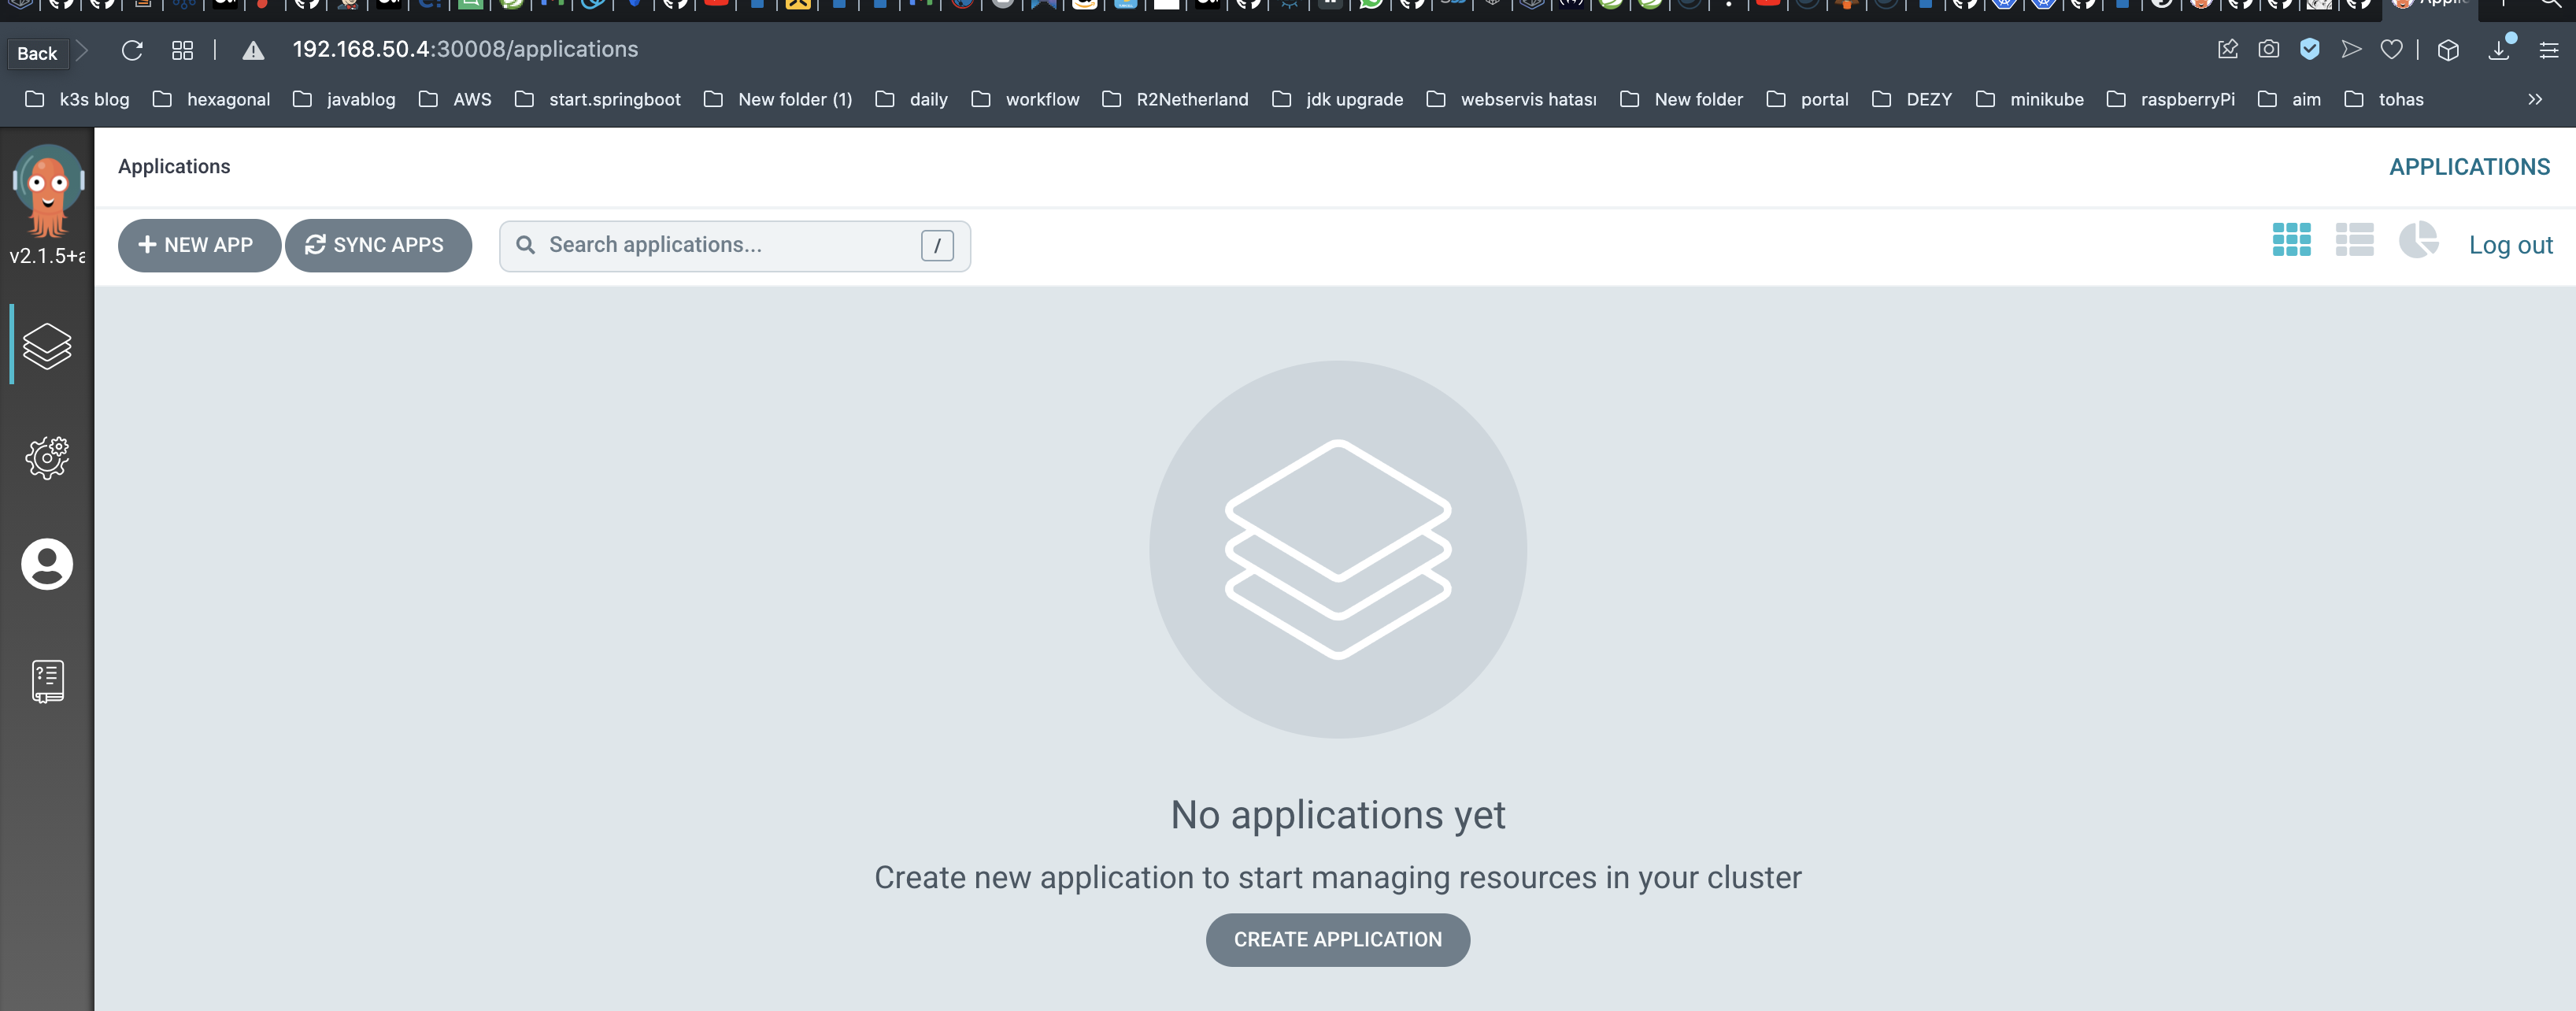 Back
192.168.50.4:30008/applications
k3s blog hexagonal javablog AWS start.springboot New folder (1) daily workflow R2Netherland jdk upgrade webservis hatası New folder portal DEZY minikube raspberryPi aim tohas
Applications
APPLICATIONS
v2.1.5+a
NEW APP SYNC APPS Search applications... /
Log out
No applications yet
Create new application to start managing resources in your cluster
CREATE APPLICATION